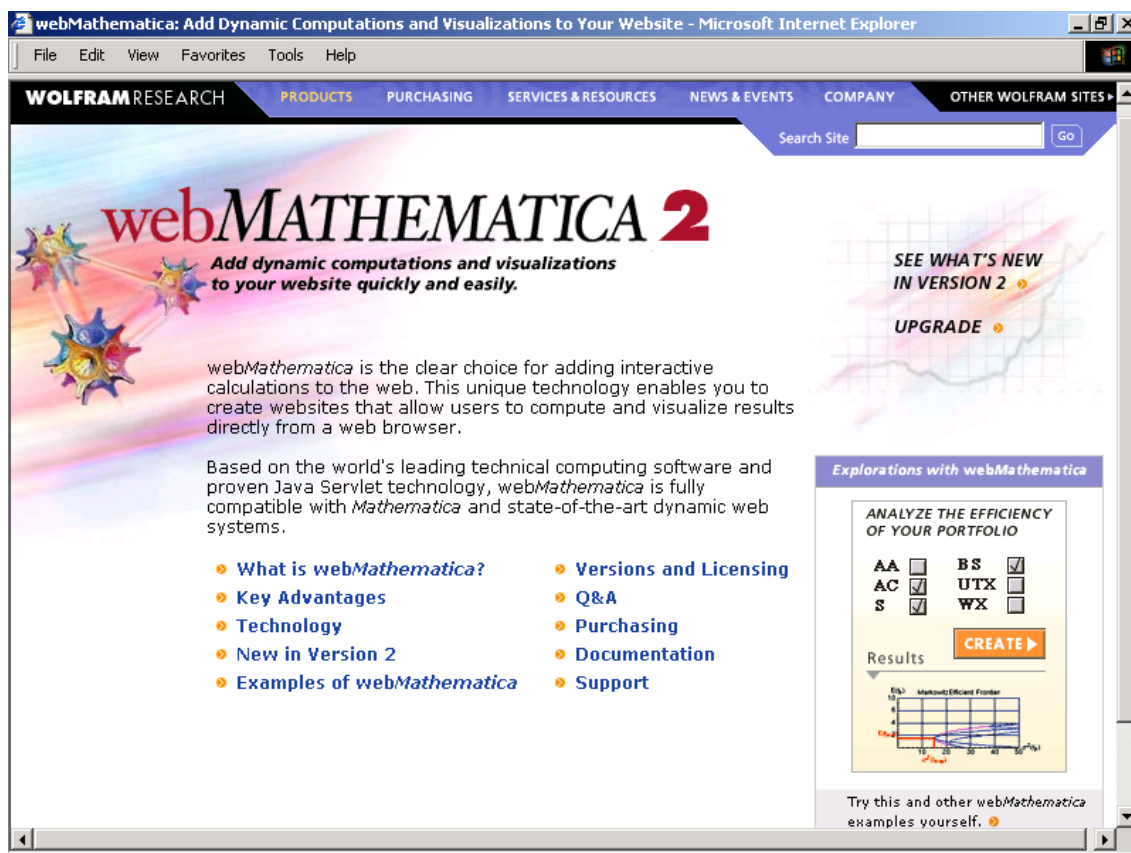 webMathematica: Add Dynamic Computations and Visualizations to Your Website - Microsoft Internet Explorer
File Edit View Favorites Tools Help
WOLFRAM RESEARCH PRODUCTS PURCHASING SERVICES & RESOURCES NEWS & EVENTS COMPANY OTHER WOLFRAM SITES
Search Site Go
webMATHEMATICA 2
Add dynamic computations and visualizations
to your website quickly and easily.
SEE WHAT'S NEW
IN VERSION 2
UPGRADE
webMathematica is the clear choice for adding interactive
calculations to the web. This unique technology enables you to
create websites that allow users to compute and visualize results
directly from a web browser.
Based on the world's leading technical computing software and
proven Java Servlet technology, webMathematica is fully
compatible with Mathematica and state-of-the-art dynamic web
systems.
What is webMathematica?
Key Advantages
Technology
New in Version 2
Examples of webMathematica
Versions and Licensing
Q&A
Purchasing
Documentation
Support
Explorations with webMathematica
ANALYZE THE EFFICIENCY
OF YOUR PORTFOLIO
AA BS
AC UTX
S WX
CREATE
Results
Markowitz Efficient Frontier
10 20 30 40 50
Try this and other webMathematica
examples yourself.